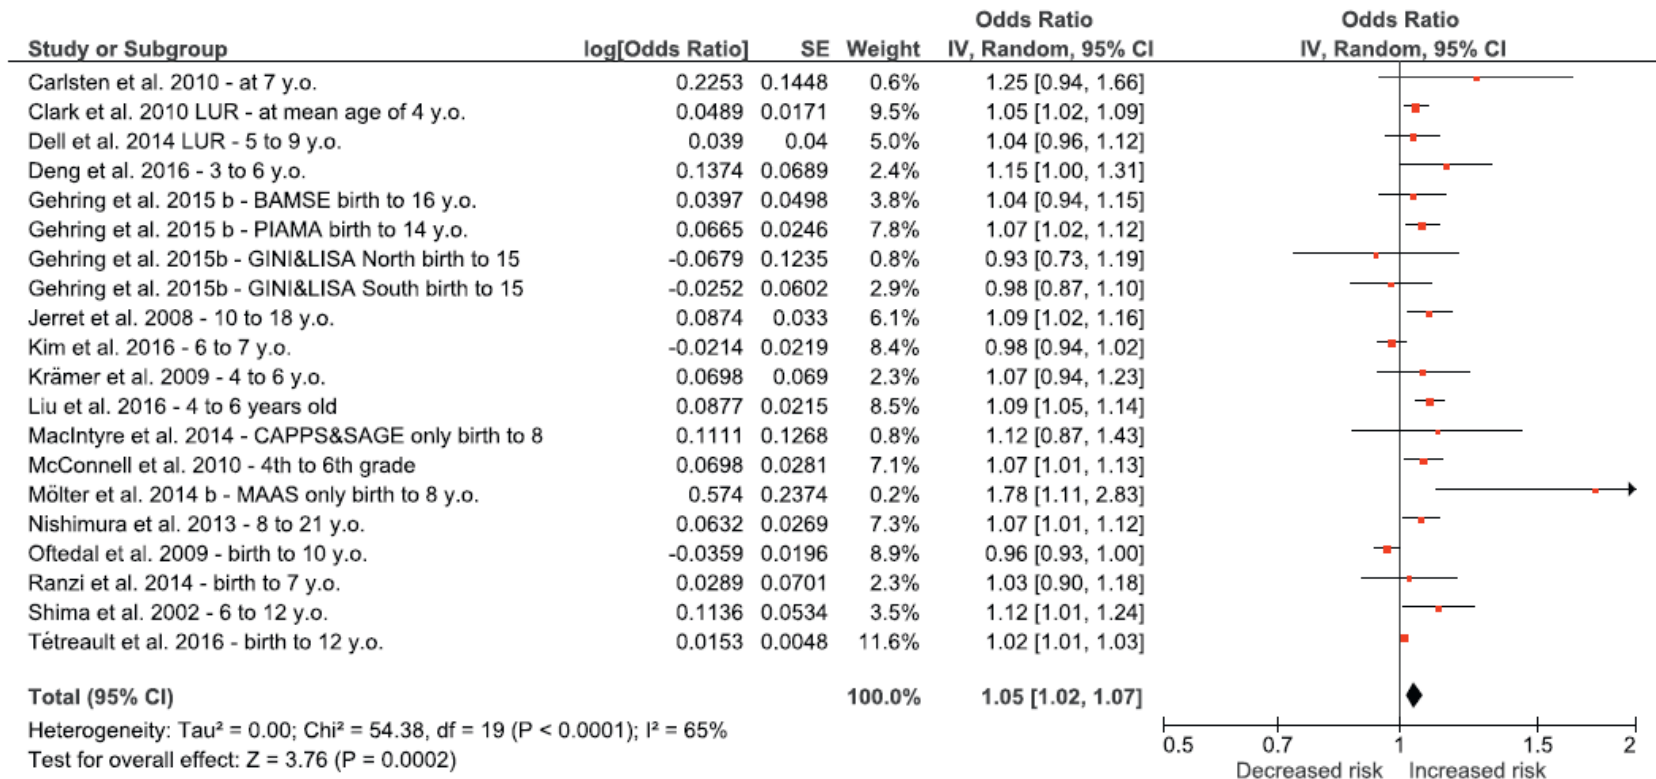 Odds Ratio Odds Ratio
Study or Subgroup log[Odds Ratio] SE Weight IV, Random, 95% CI IV, Random, 95% CI
Carlsten et al. 2010 - at 7 y.o. 0.2253 0.1448 0.6% 1.25 [0.94, 1.66]
Clark et al. 2010 LUR - at mean age of 4 y.o. 0.0489 0.0171 9.5% 1.05 [1.02, 1.09]
Dell et al. 2014 LUR - 5 to 9 y.o. 0.039 0.04 5.0% 1.04 [0.96, 1.12]
Deng et al. 2016 - 3 to 6 y.o. 0.1374 0.0689 2.4% 1.15 [1.00, 1.31]
Gehring et al. 2015 b - BAMSE birth to 16 y.o. 0.0397 0.0498 3.8% 1.04 [0.94, 1.15]
Gehring et al. 2015 b - PIAMA birth to 14 y.o. 0.0665 0.0246 7.8% 1.07 [1.02, 1.12]
Gehring et al. 2015b - GINI&LISA North birth to 15 -0.0679 0.1235 0.8% 0.93 [0.73, 1.19]
Gehring et al. 2015b - GINI&LISA South birth to 15 -0.0252 0.0602 2.9% 0.98 [0.87, 1.10]
Jerret et al. 2008 - 10 to 18 y.o. 0.0874 0.033 6.1% 1.09 [1.02, 1.16]
Kim et al. 2016 - 6 to 7 y.o. -0.0214 0.0219 8.4% 0.98 [0.94, 1.02]
Krämer et al. 2009 - 4 to 6 y.o. 0.0698 0.069 2.3% 1.07 [0.94, 1.23]
Liu et al. 2016 - 4 to 6 years old 0.0877 0.0215 8.5% 1.09 [1.05, 1.14]
MacIntyre et al. 2014 - CAPPS&SAGE only birth to 8 0.1111 0.1268 0.8% 1.12 [0.87, 1.43]
McConnell et al. 2010 - 4th to 6th grade 0.0698 0.0281 7.1% 1.07 [1.01, 1.13]
Mölter et al. 2014 b - MAAS only birth to 8 y.o. 0.574 0.2374 0.2% 1.78 [1.11, 2.83]
Nishimura et al. 2013 - 8 to 21 y.o. 0.0632 0.0269 7.3% 1.07 [1.01, 1.12]
Oftedal et al. 2009 - birth to 10 y.o. -0.0359 0.0196 8.9% 0.96 [0.93, 1.00]
Ranzi et al. 2014 - birth to 7 y.o. 0.0289 0.0701 2.3% 1.03 [0.90, 1.18]
Shima et al. 2002 - 6 to 12 y.o. 0.1136 0.0534 3.5% 1.12 [1.01, 1.24]
Tétreault et al. 2016 - birth to 12 y.o. 0.0153 0.0048 11.6% 1.02 [1.01, 1.03]
Total (95% CI) 100.0% 1.05 [1.02, 1.07]
Heterogeneity: Tau² = 0.00; Chi² = 54.38, df = 19 (P < 0.0001); I² = 65%
Test for overall effect: Z = 3.76 (P = 0.0002)
0.5 0.7 1 1.5 2
Decreased risk Increased risk